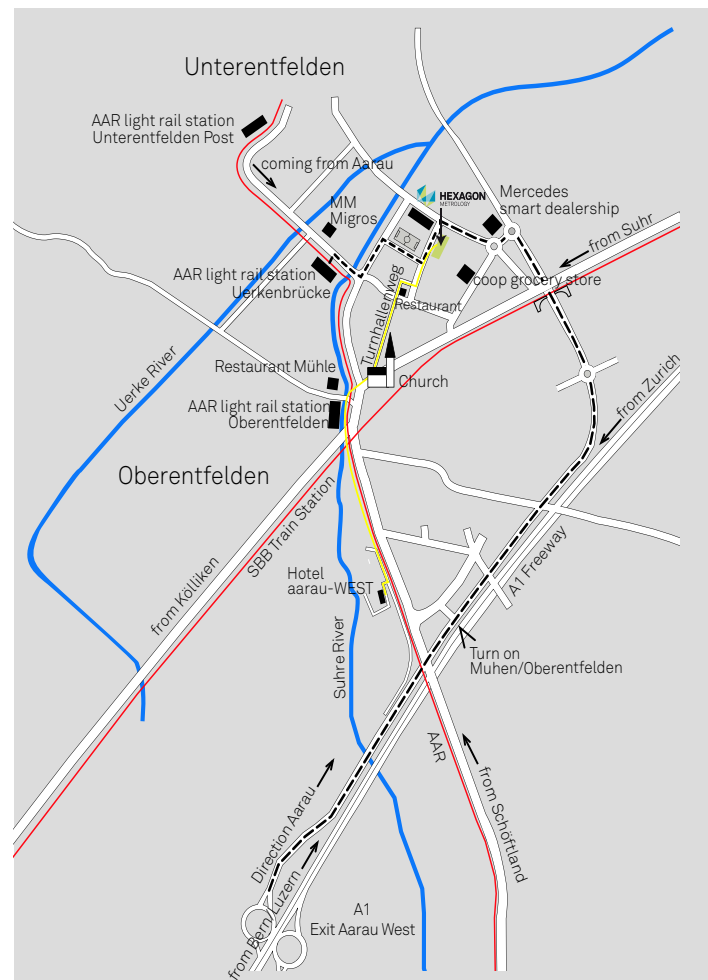 Unterentfelden
AAR light rail station
Unterentfelden Post
coming from Aarau
MM
Migros
HEXAGON
METROLOGY
Mercedes
smart dealership
from Suhr
AAR light rail station
Uerkenbrücke
coop grocery store
Turnhallenweg
Restaurant
Uerke River
Restaurant Mühle
Church
AAR light rail station
Oberentfelden
from Zurich
Oberentfelden
SBB Train Station
A1 Freeway
from Kölliken
Hotel
aarau-WEST
Suhre River
Turn on
Muhen/Oberentfelden
AAR
from Schöftland
Direction Aarau
from Bern/Luzern
A1
Exit Aarau West